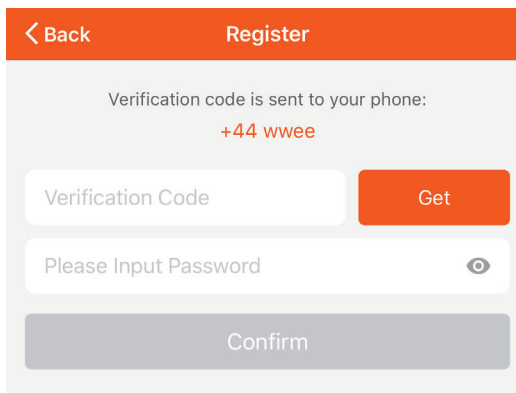 Back Register
Verification code is sent to your phone:
+44 wwee
Verification Code Get
Please Input Password
Confirm